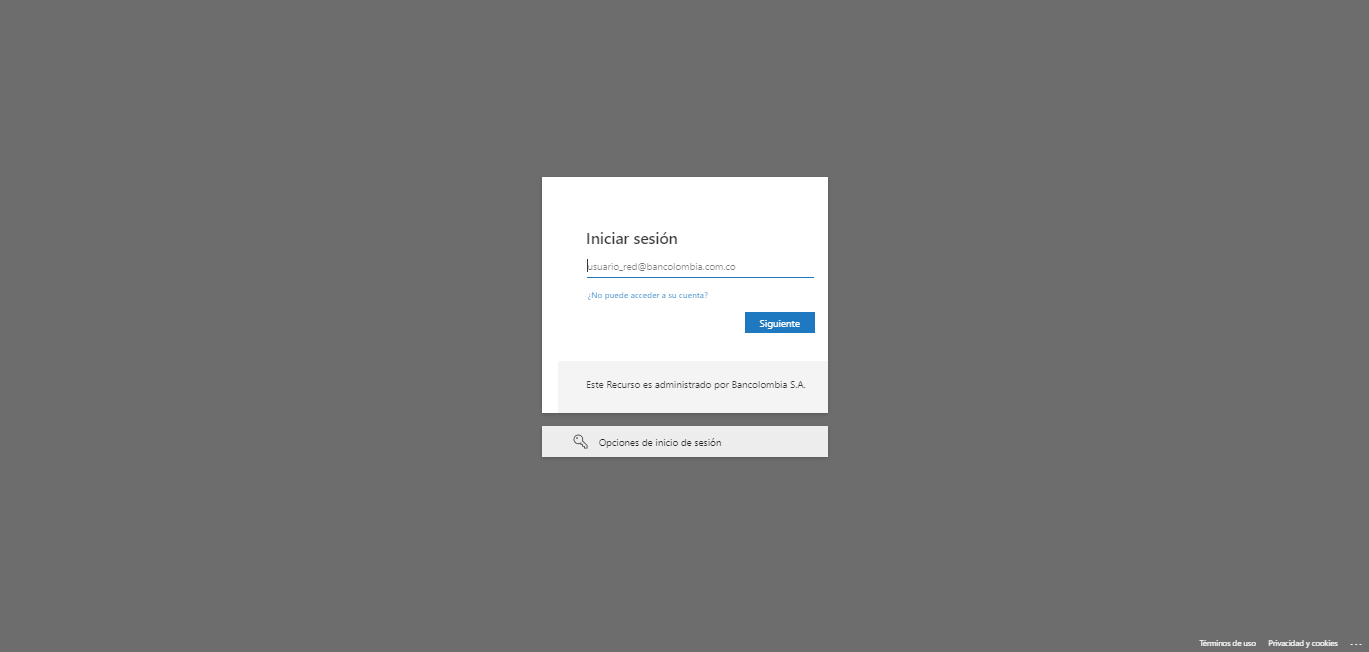 Iniciar sesión
usuario_red@bancolombia.com.co
¿No puede acceder a su cuenta?
Siguiente
Este Recurso es administrado por Bancolombia S.A.
Opciones de inicio de sesión
Términos de uso Privacidad y cookies ...